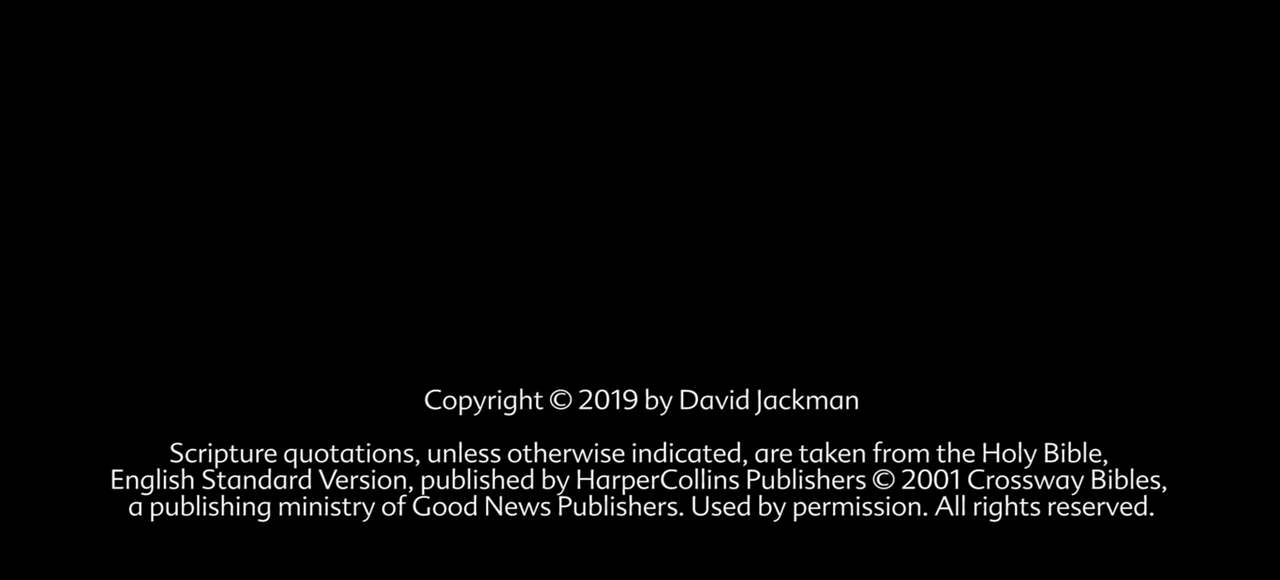 Copyright © 2019 by David Jackman
Scripture quotations, unless otherwise indicated, are taken from the Holy Bible,
English Standard Version, published by HarperCollins Publishers © 2001 Crossway Bibles,
a publishing ministry of Good News Publishers. Used by permission. All rights reserved.